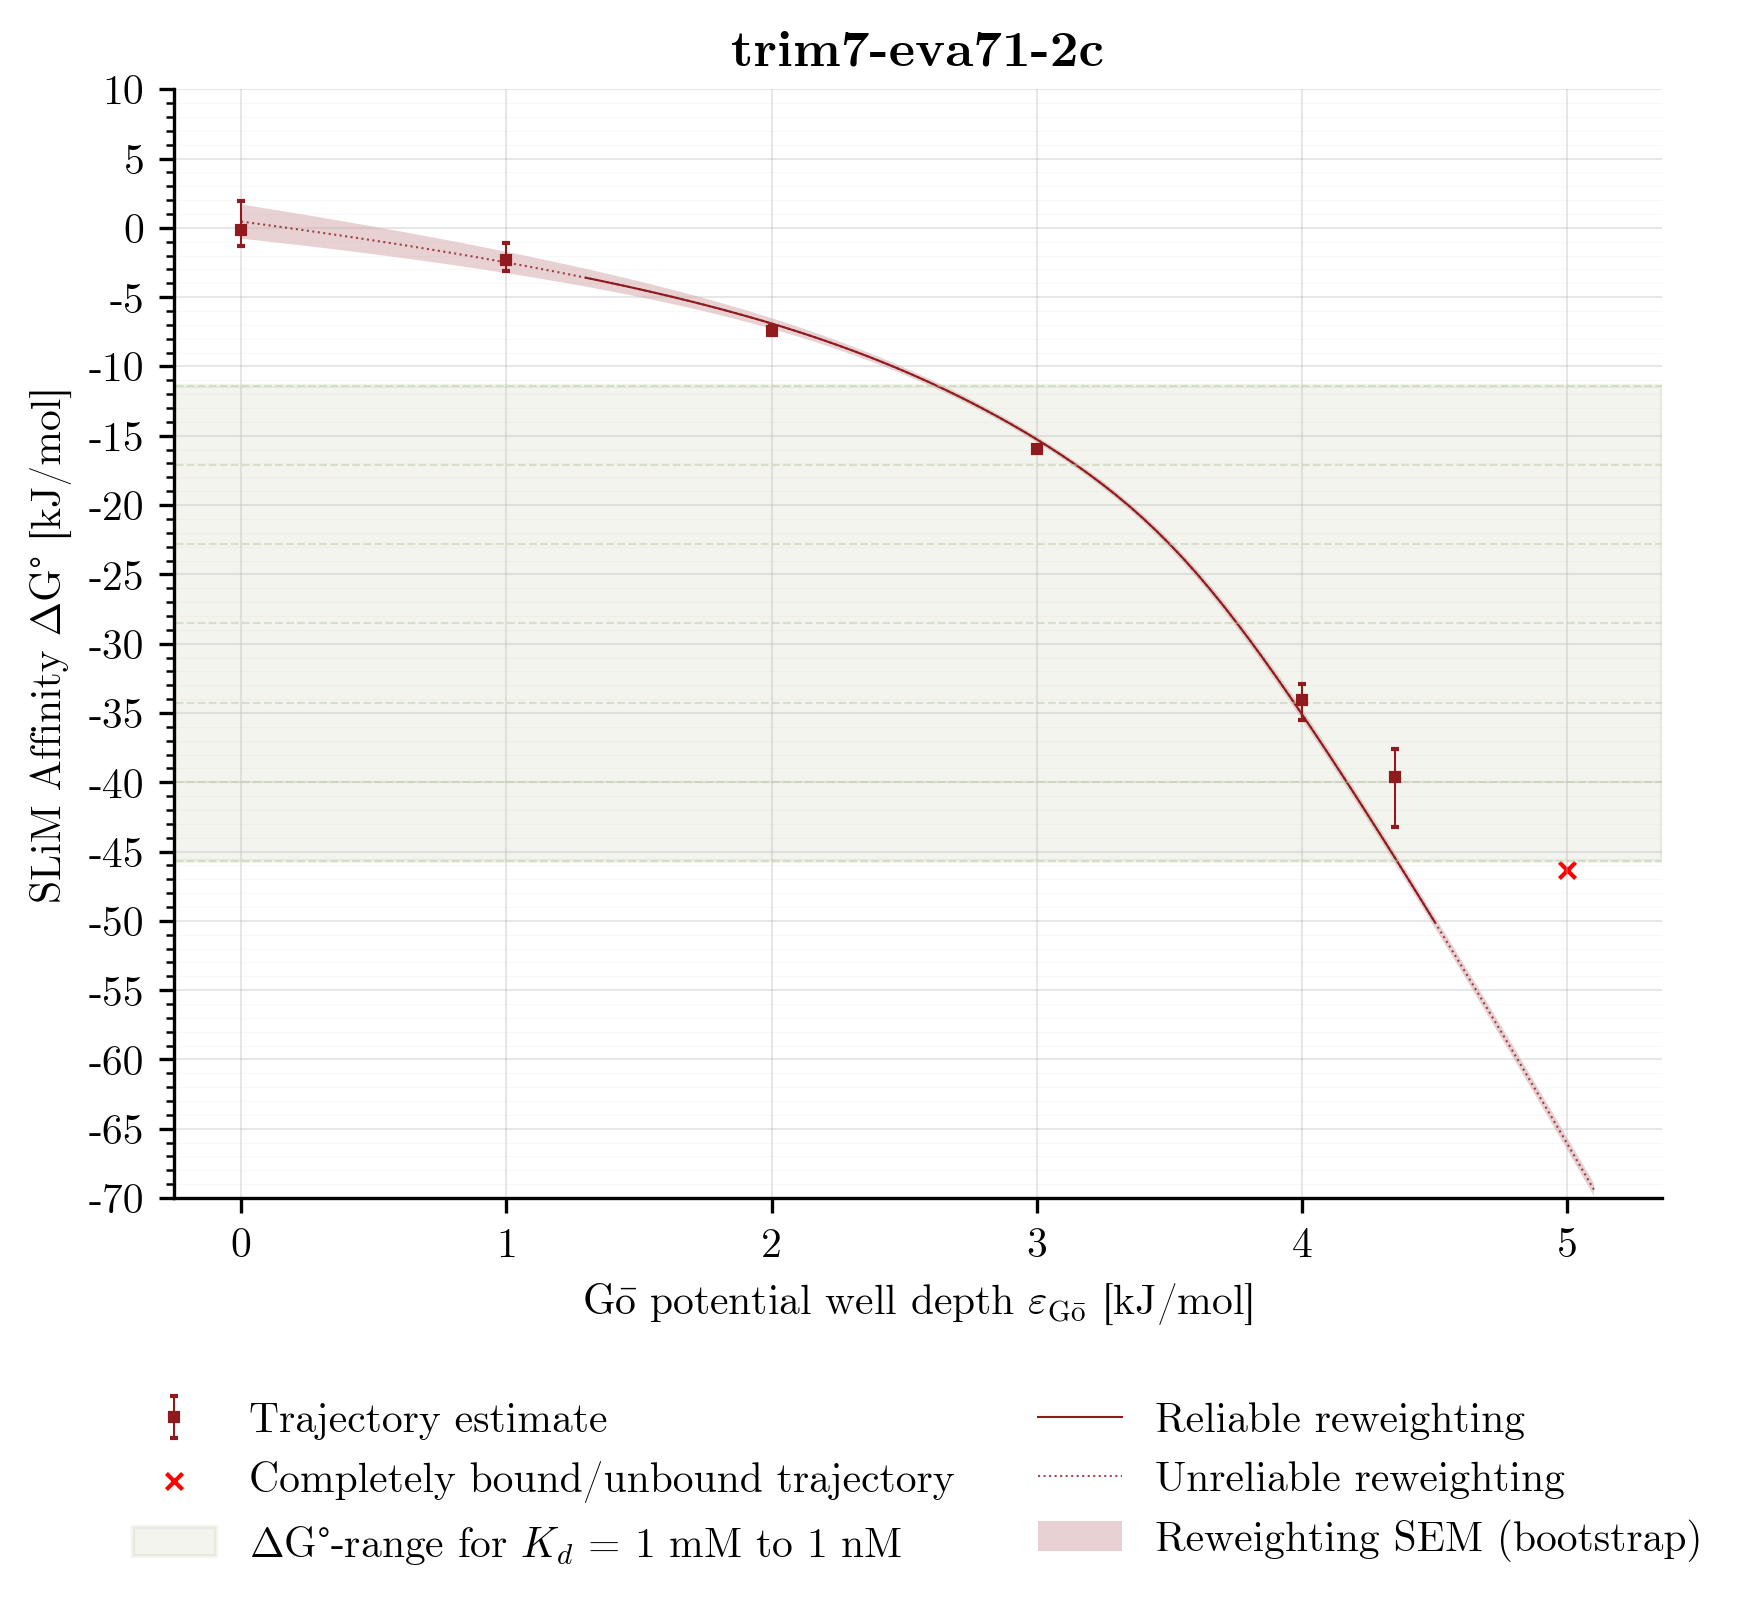 trim7-eva71-2c
10
5
0
-5
-10
-15
-20
-25
-30
-35
-40
-45
-50
-55
-60
-65
-70
SLiM Affinity ΔG° [kJ/mol]
0 1 2 3 4 5
Gō potential well depth εGō [kJ/mol]
Trajectory estimate
Completely bound/unbound trajectory
ΔG°-range for Kd = 1 mM to 1 nM
Reliable reweighting
Unreliable reweighting
Reweighting SEM (bootstrap)